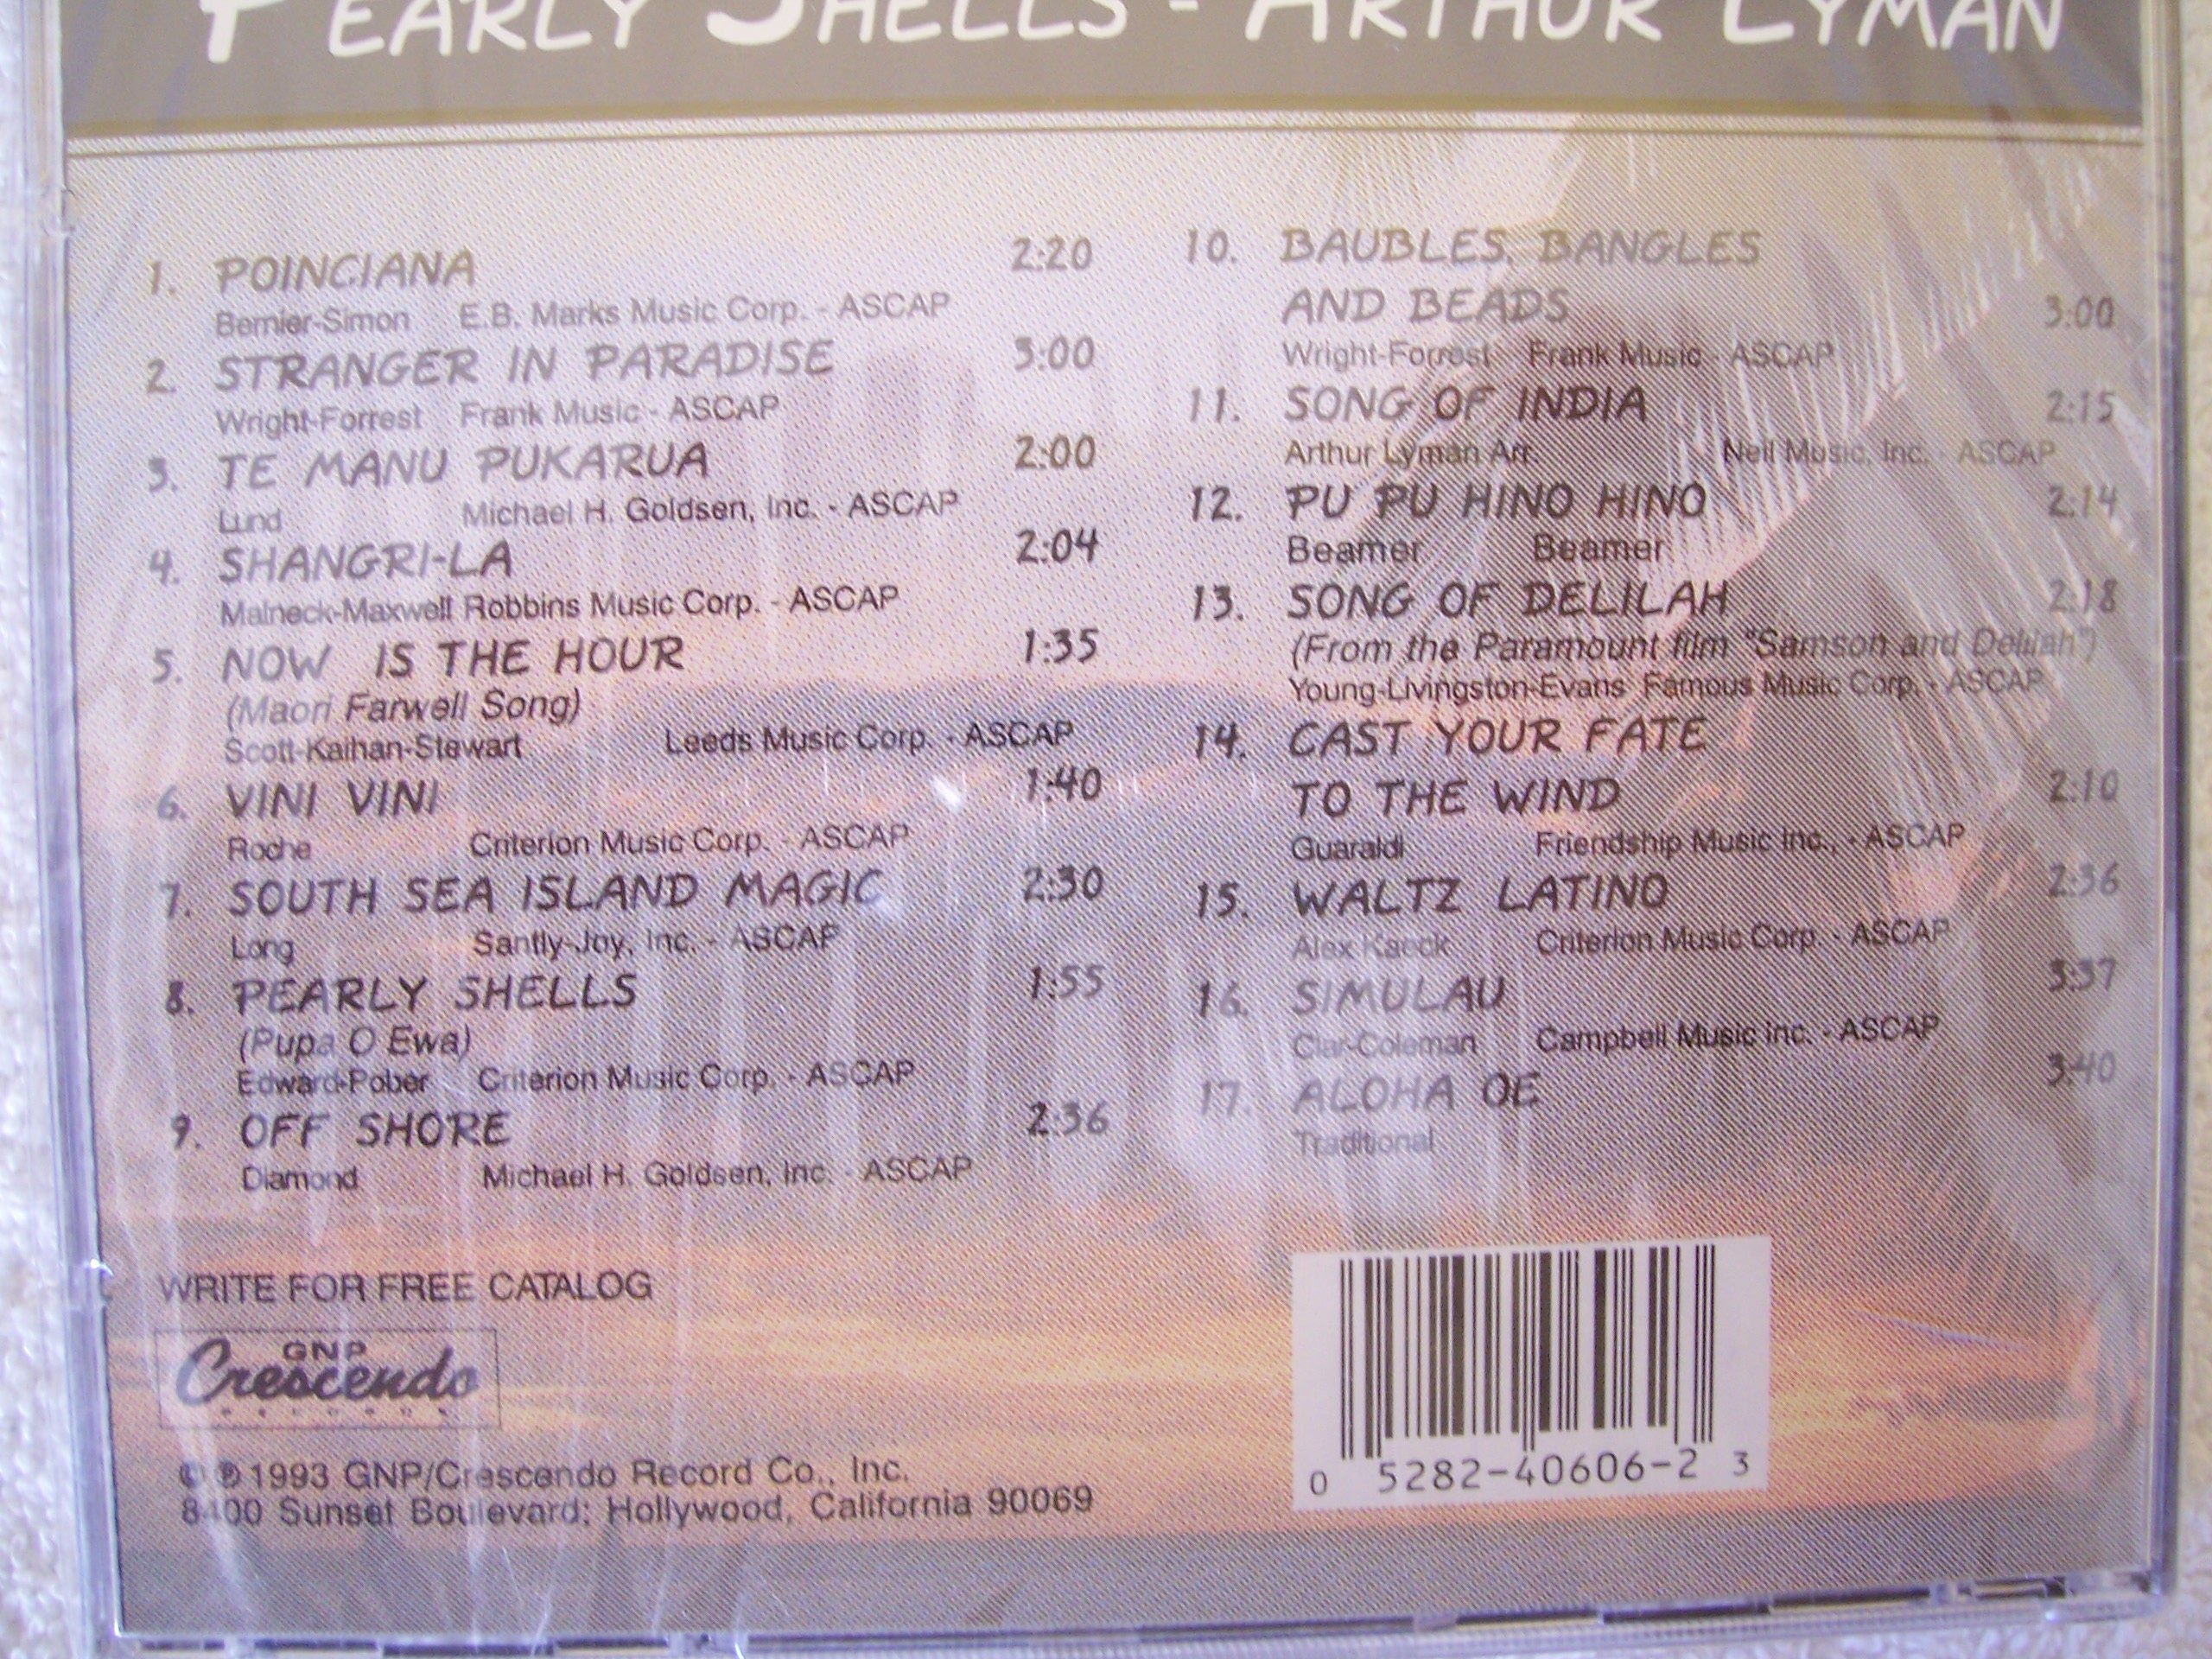 PEARLY SHELLS - ARTHUR LYMAN
1. POINCIANA 2:20
Bernier-Simon E.B. Marks Music Corp. - ASCAP
2. STRANGER IN PARADISE 3:00
Wright-Forrest Frank Music - ASCAP
3. TE MANU PUKARUA 2:00
Lund Michael H. Goldsen, Inc. - ASCAP
4. SHANGRI-LA 2:04
Malneck-Maxwell Robbins Music Corp. - ASCAP
5. NOW IS THE HOUR 1:35
(Maori Farwell Song)
Scott-Kaihan-Stewart Leeds Music Corp. - ASCAP
6. VINI VINI 1:40
Roche Criterion Music Corp. - ASCAP
7. SOUTH SEA ISLAND MAGIC 2:30
Long Santly-Joy, Inc. - ASCAP
8. PEARLY SHELLS 1:55
(Pupa O Ewa)
Edward-Pober Criterion Music Corp. - ASCAP
9. OFF SHORE 2:36
Diamond Michael H. Goldsen, Inc. - ASCAP
10. BAUBLES, BANGLES
AND BEADS 3:00
Wright-Forrest Frank Music - ASCAP
11. SONG OF INDIA 2:15
Arthur Lyman Arr. Neil Music, Inc. - ASCAP
12. PU PU HINO HINO 2:14
Beamer Beamer
13. SONG OF DELILAH 2:18
(From the Paramount film "Samson and Delilah")
Young-Livingston-Evans Famous Music Corp. - ASCAP
14. CAST YOUR FATE
TO THE WIND 2:10
Guaraldi Friendship Music Inc., - ASCAP
15. WALTZ LATINO 2:36
Alex Kaeck Criterion Music Corp. - ASCAP
16. SIMULAU 3:37
Clar-Coleman Campbell Music inc. - ASCAP
17. ALOHA OE 3:40
Traditional
WRITE FOR FREE CATALOG
GNP
Crescendo
RECORDS
© ℗ 1993 GNP/Crescendo Record Co., Inc.
8400 Sunset Boulevard; Hollywood, California 90069
0 5282-40606-2 3